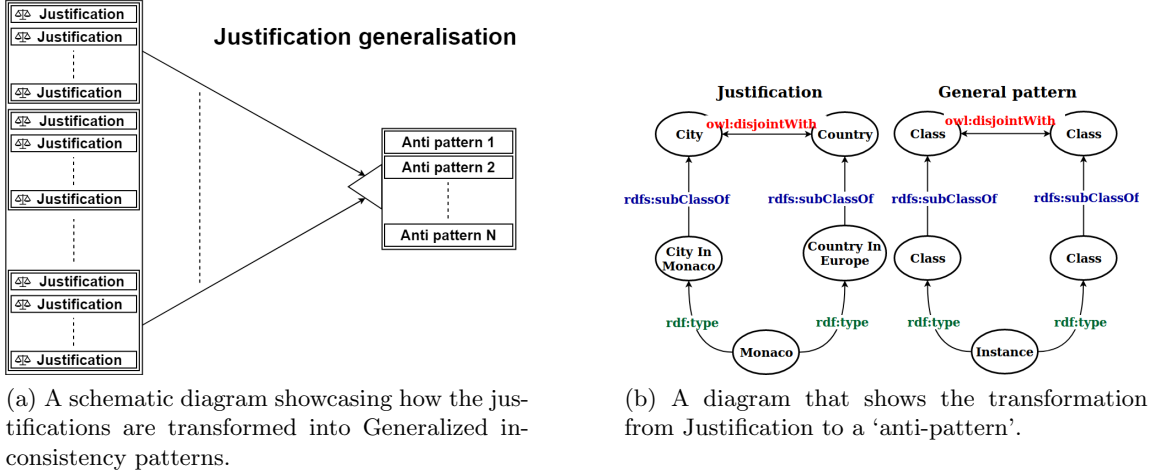 Justification
Justification
Justification
Justification
Justification
Justification
Justification
Justification
Justification
Justification generalisation
Anti pattern 1
Anti pattern 2
Anti pattern N
(a) A schematic diagram showcasing how the jus-
tifications are transformed into Generalized in-
consistency patterns.
Justification
City
owl:disjointWith
Country
rdfs:subClassOf
rdfs:subClassOf
City In
Monaco
Country In
Europe
rdf:type
rdf:type
Monaco
General pattern
Class
owl:disjointWith
Class
rdfs:subClassOf
rdfs:subClassOf
Class
Class
rdf:type
rdf:type
Instance
(b) A diagram that shows the transformation
from Justification to a ‘anti-pattern’.